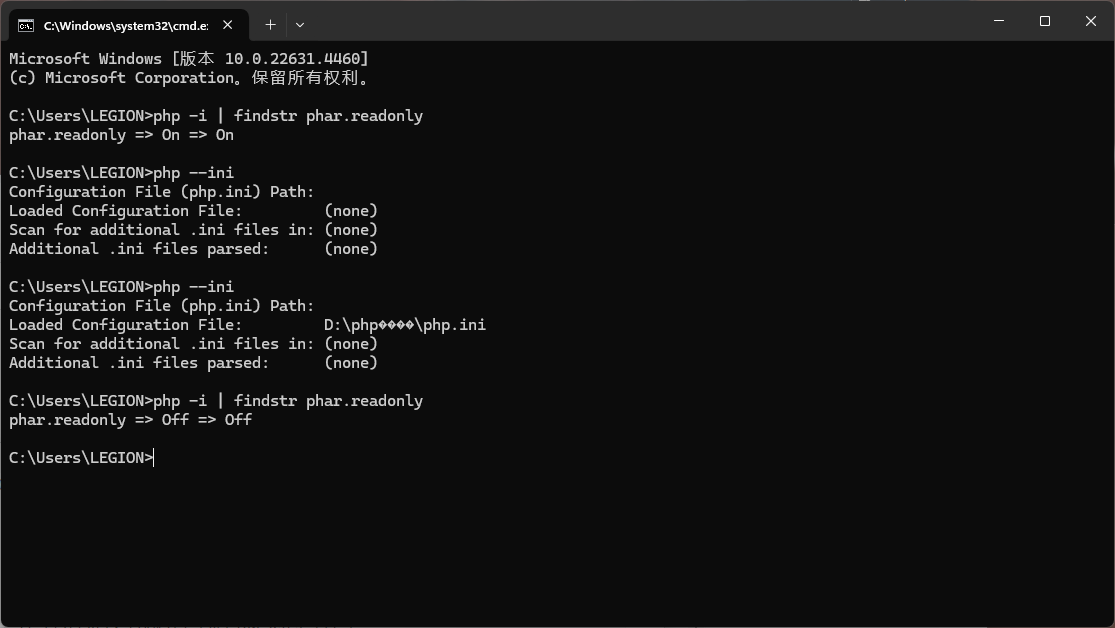 C:\Windows\system32\cmd.e
Microsoft Windows [版本 10.0.22631.4460]
(c) Microsoft Corporation。保留所有权利。
C:\Users\LEGION>php -i | findstr phar.readonly
phar.readonly => On => On
C:\Users\LEGION>php --ini
Configuration File (php.ini) Path:
Loaded Configuration File:         (none)
Scan for additional .ini files in: (none)
Additional .ini files parsed:      (none)
C:\Users\LEGION>php --ini
Configuration File (php.ini) Path:
Loaded Configuration File:         D:\php����\php.ini
Scan for additional .ini files in: (none)
Additional .ini files parsed:      (none)
C:\Users\LEGION>php -i | findstr phar.readonly
phar.readonly => Off => Off
C:\Users\LEGION>